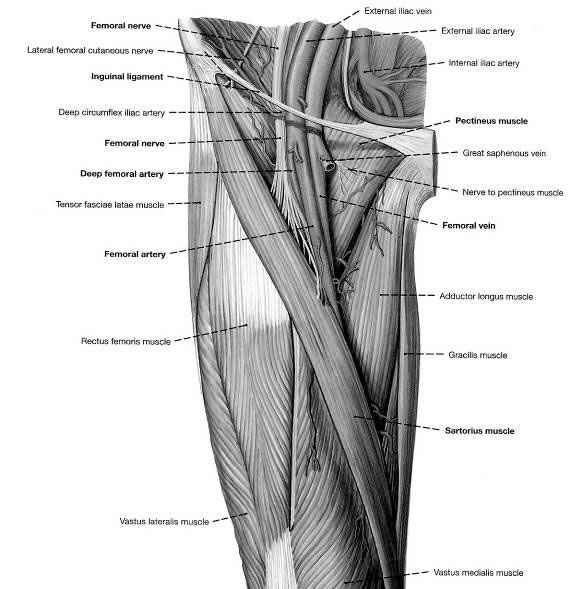 External iliac vein
Femoral nerve
External iliac artery
Lateral femoral cutaneous nerve
Internal iliac artery
Inguinal ligament
Deep circumflex iliac artery
Pectineus muscle
Femoral nerve
Great saphenous vein
Deep femoral artery
Nerve to pectineus muscle
Tensor fasciae latae muscle
Femoral vein
Femoral artery
Adductor longus muscle
Rectus femoris muscle
Gracilis muscle
Sartorius muscle
Vastus lateralis muscle
Vastus medialis muscle